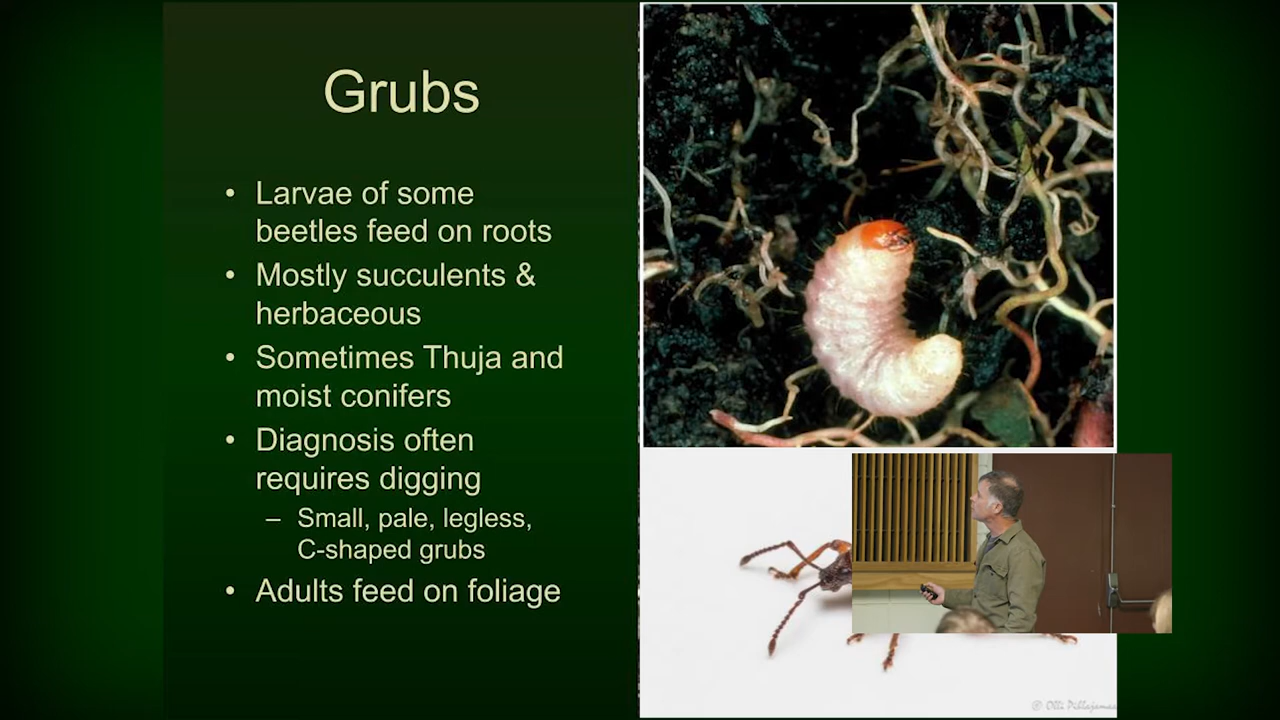 Grubs
• Larvae of some
beetles feed on roots
• Mostly succulents &
herbaceous
• Sometimes Thuja and
moist conifers
• Diagnosis often
requires digging
– Small, pale, legless,
C-shaped grubs
• Adults feed on foliage
© Olli